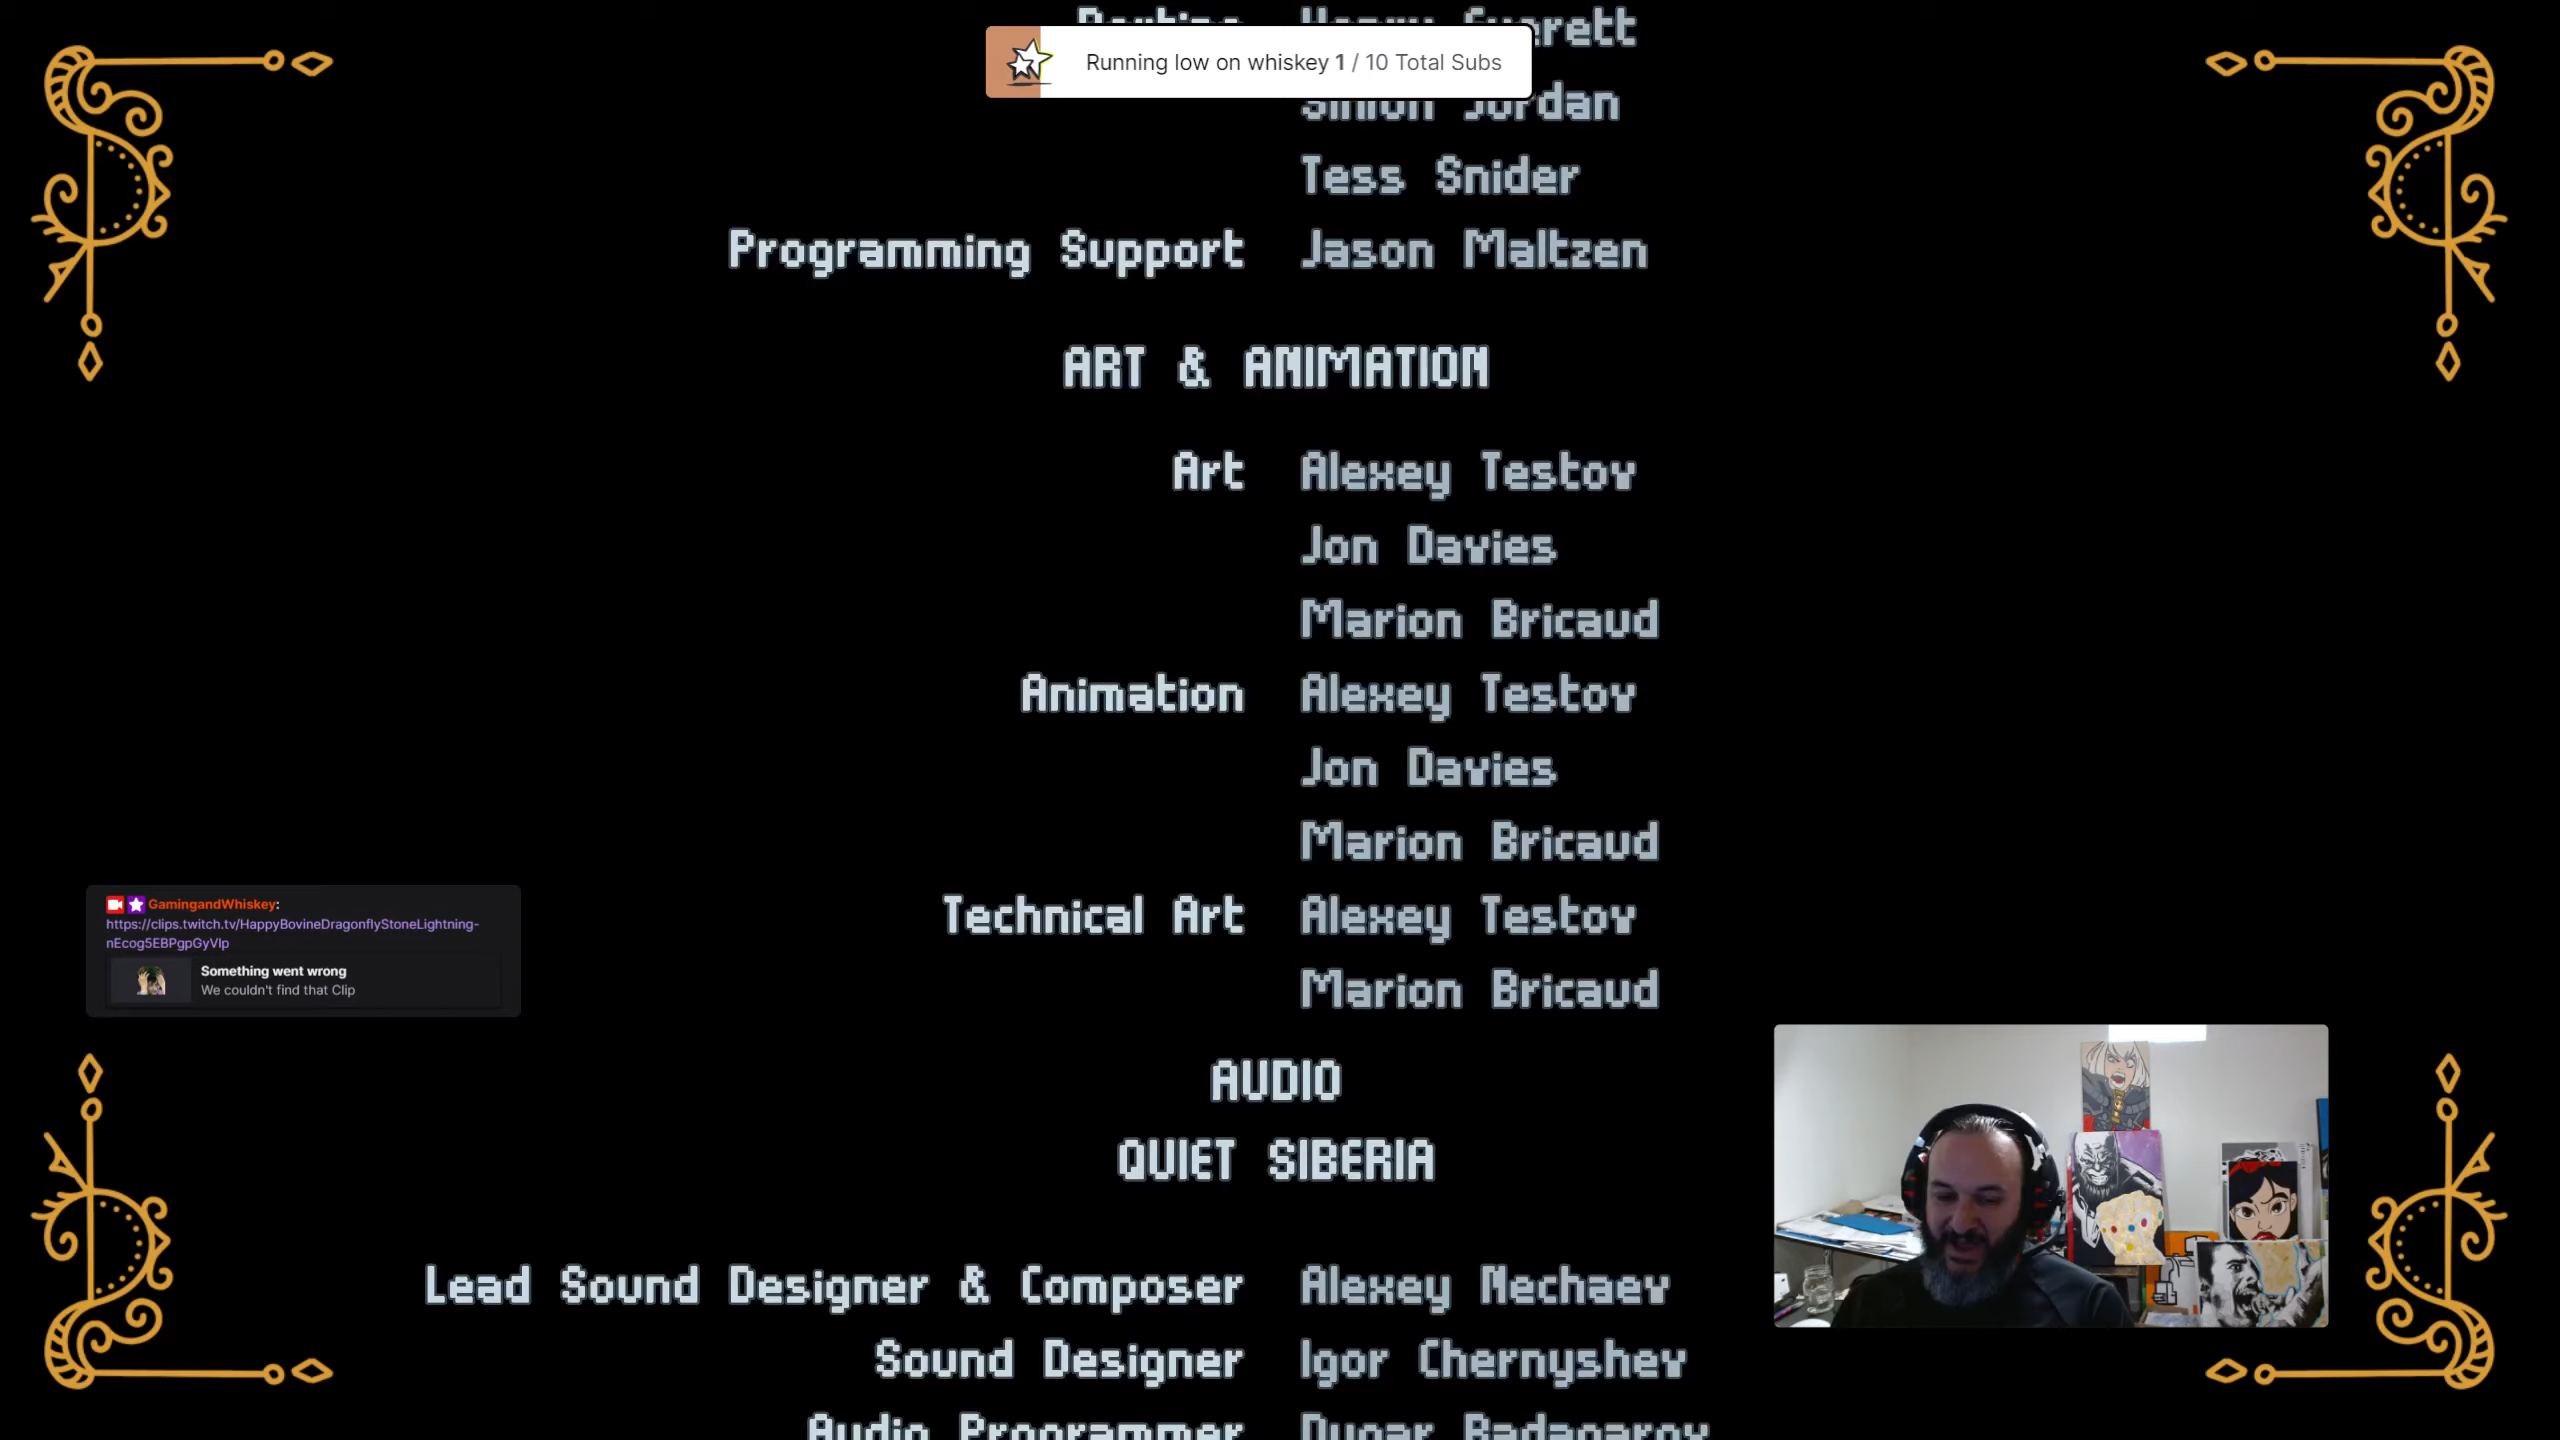 Running low on whiskey 1 / 10 Total Subs
Tess Snider
Programming Support Jason Maltzen
ART & ANIMATION
Art Alexey Testov
Jon Davies
Marion Bricaud
Animation Alexey Testov
Jon Davies
Marion Bricaud
Technical Art Alexey Testov
Marion Bricaud
GamingandWhiskey:
https://clips.twitch.tv/HappyBovineDragonflyStoneLightning-
nEcog5EBPgpGyVlp
Something went wrong
We couldn't find that Clip
AUDIO
QUIET SIBERIA
Lead Sound Designer & Composer Alexey Nechaev
Sound Designer Igor Chernyshev
Audio Programmer